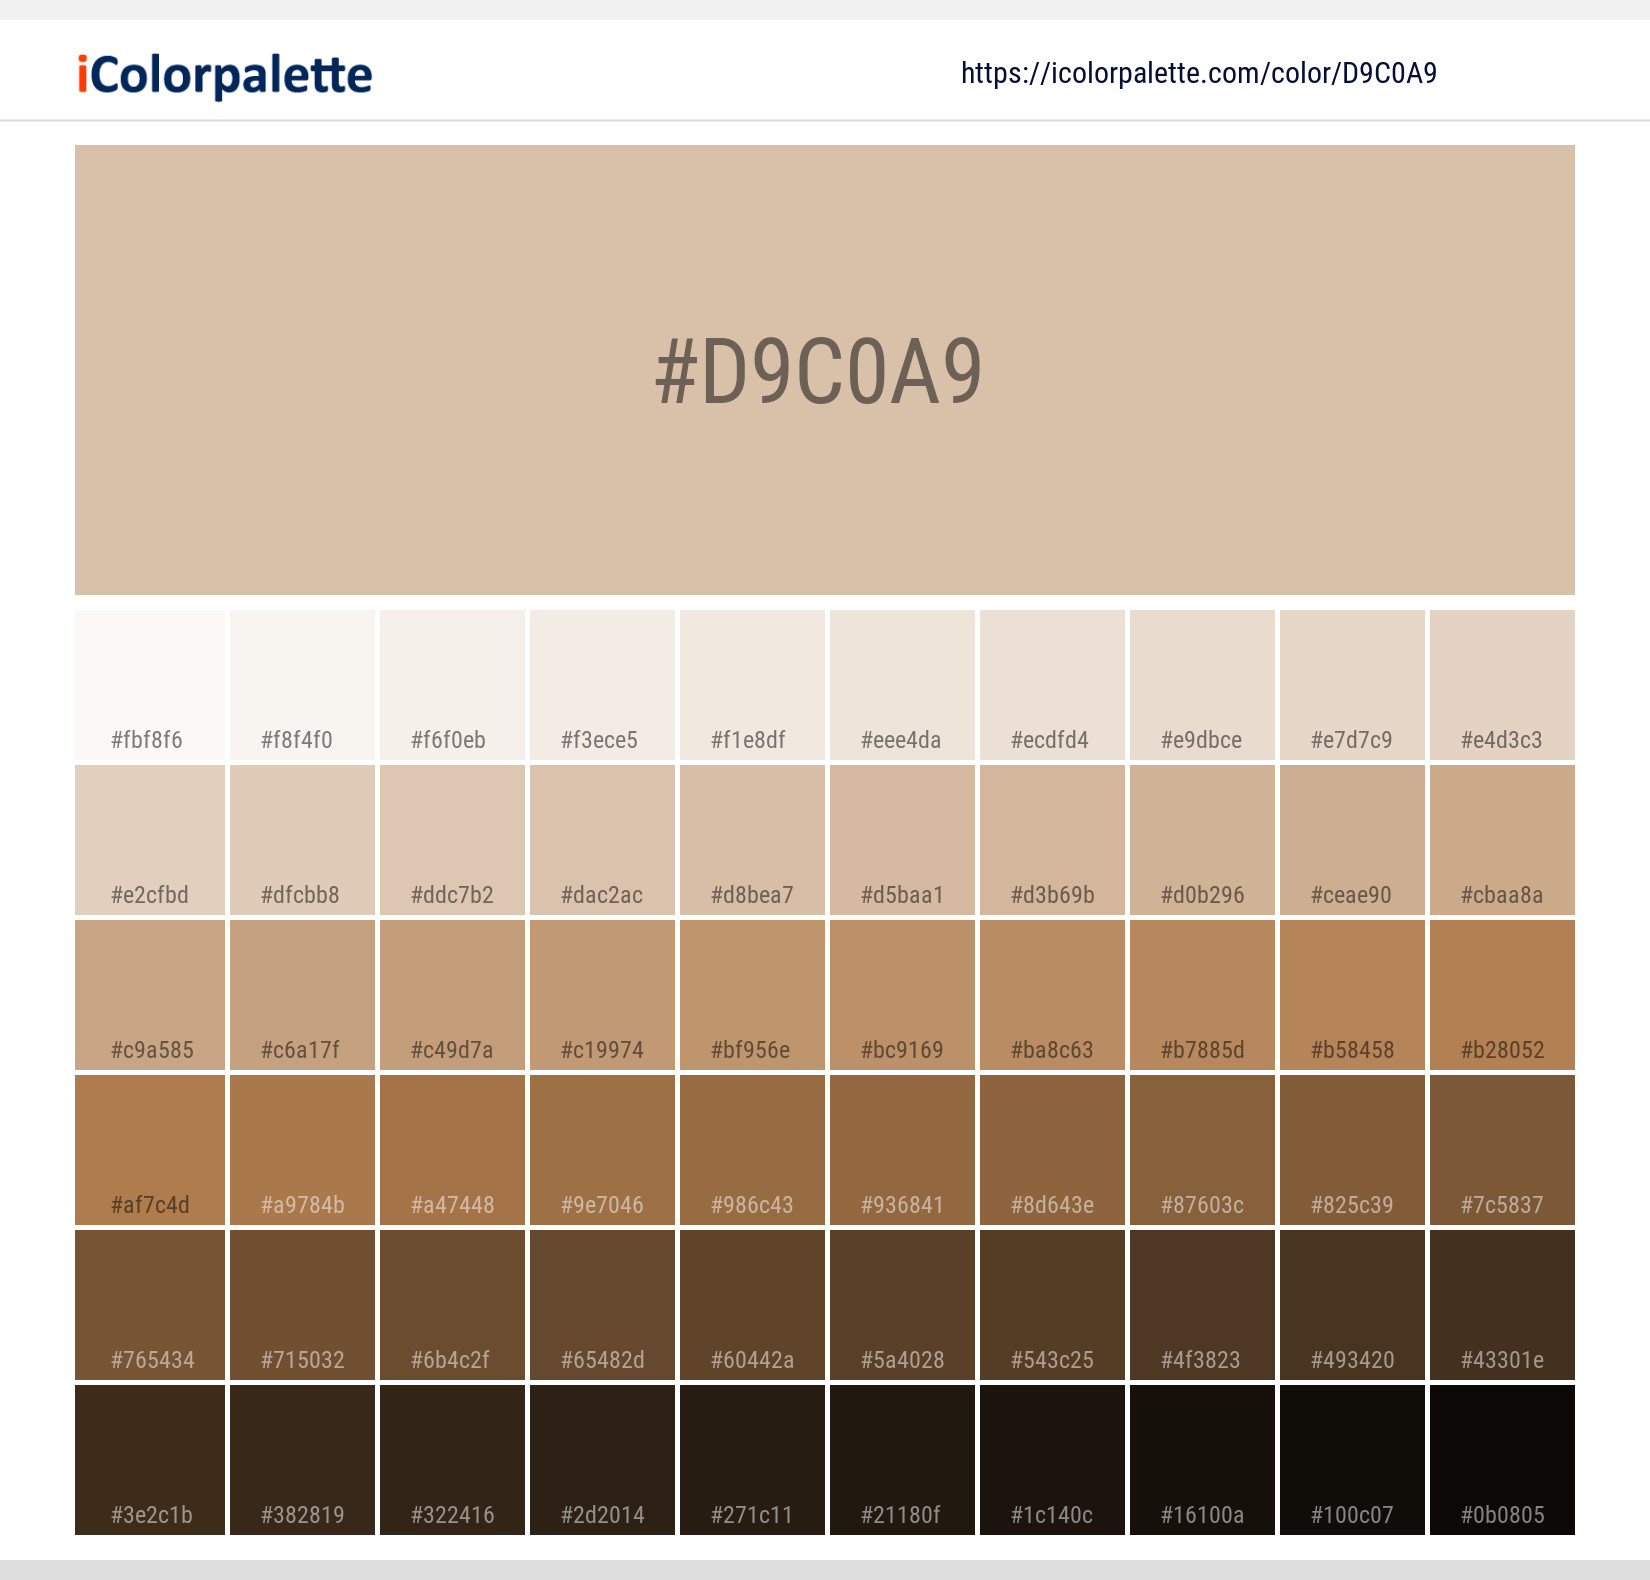 iColorpalette
https://icolorpalette.com/color/D9C0A9
#D9C0A9
#fbf8f6 #f8f4f0 #f6f0eb #f3ece5 #f1e8df #eee4da #ecdfd4 #e9dbce #e7d7c9 #e4d3c3
#e2cfbd #dfcbb8 #ddc7b2 #dac2ac #d8bea7 #d5baa1 #d3b69b #d0b296 #ceae90 #cbaa8a
#c9a585 #c6a17f #c49d7a #c19974 #bf956e #bc9169 #ba8c63 #b7885d #b58458 #b28052
#af7c4d #a9784b #a47448 #9e7046 #986c43 #936841 #8d643e #87603c #825c39 #7c5837
#765434 #715032 #6b4c2f #65482d #60442a #5a4028 #543c25 #4f3823 #493420 #43301e
#3e2c1b #382819 #322416 #2d2014 #271c11 #21180f #1c140c #16100a #100c07 #0b0805